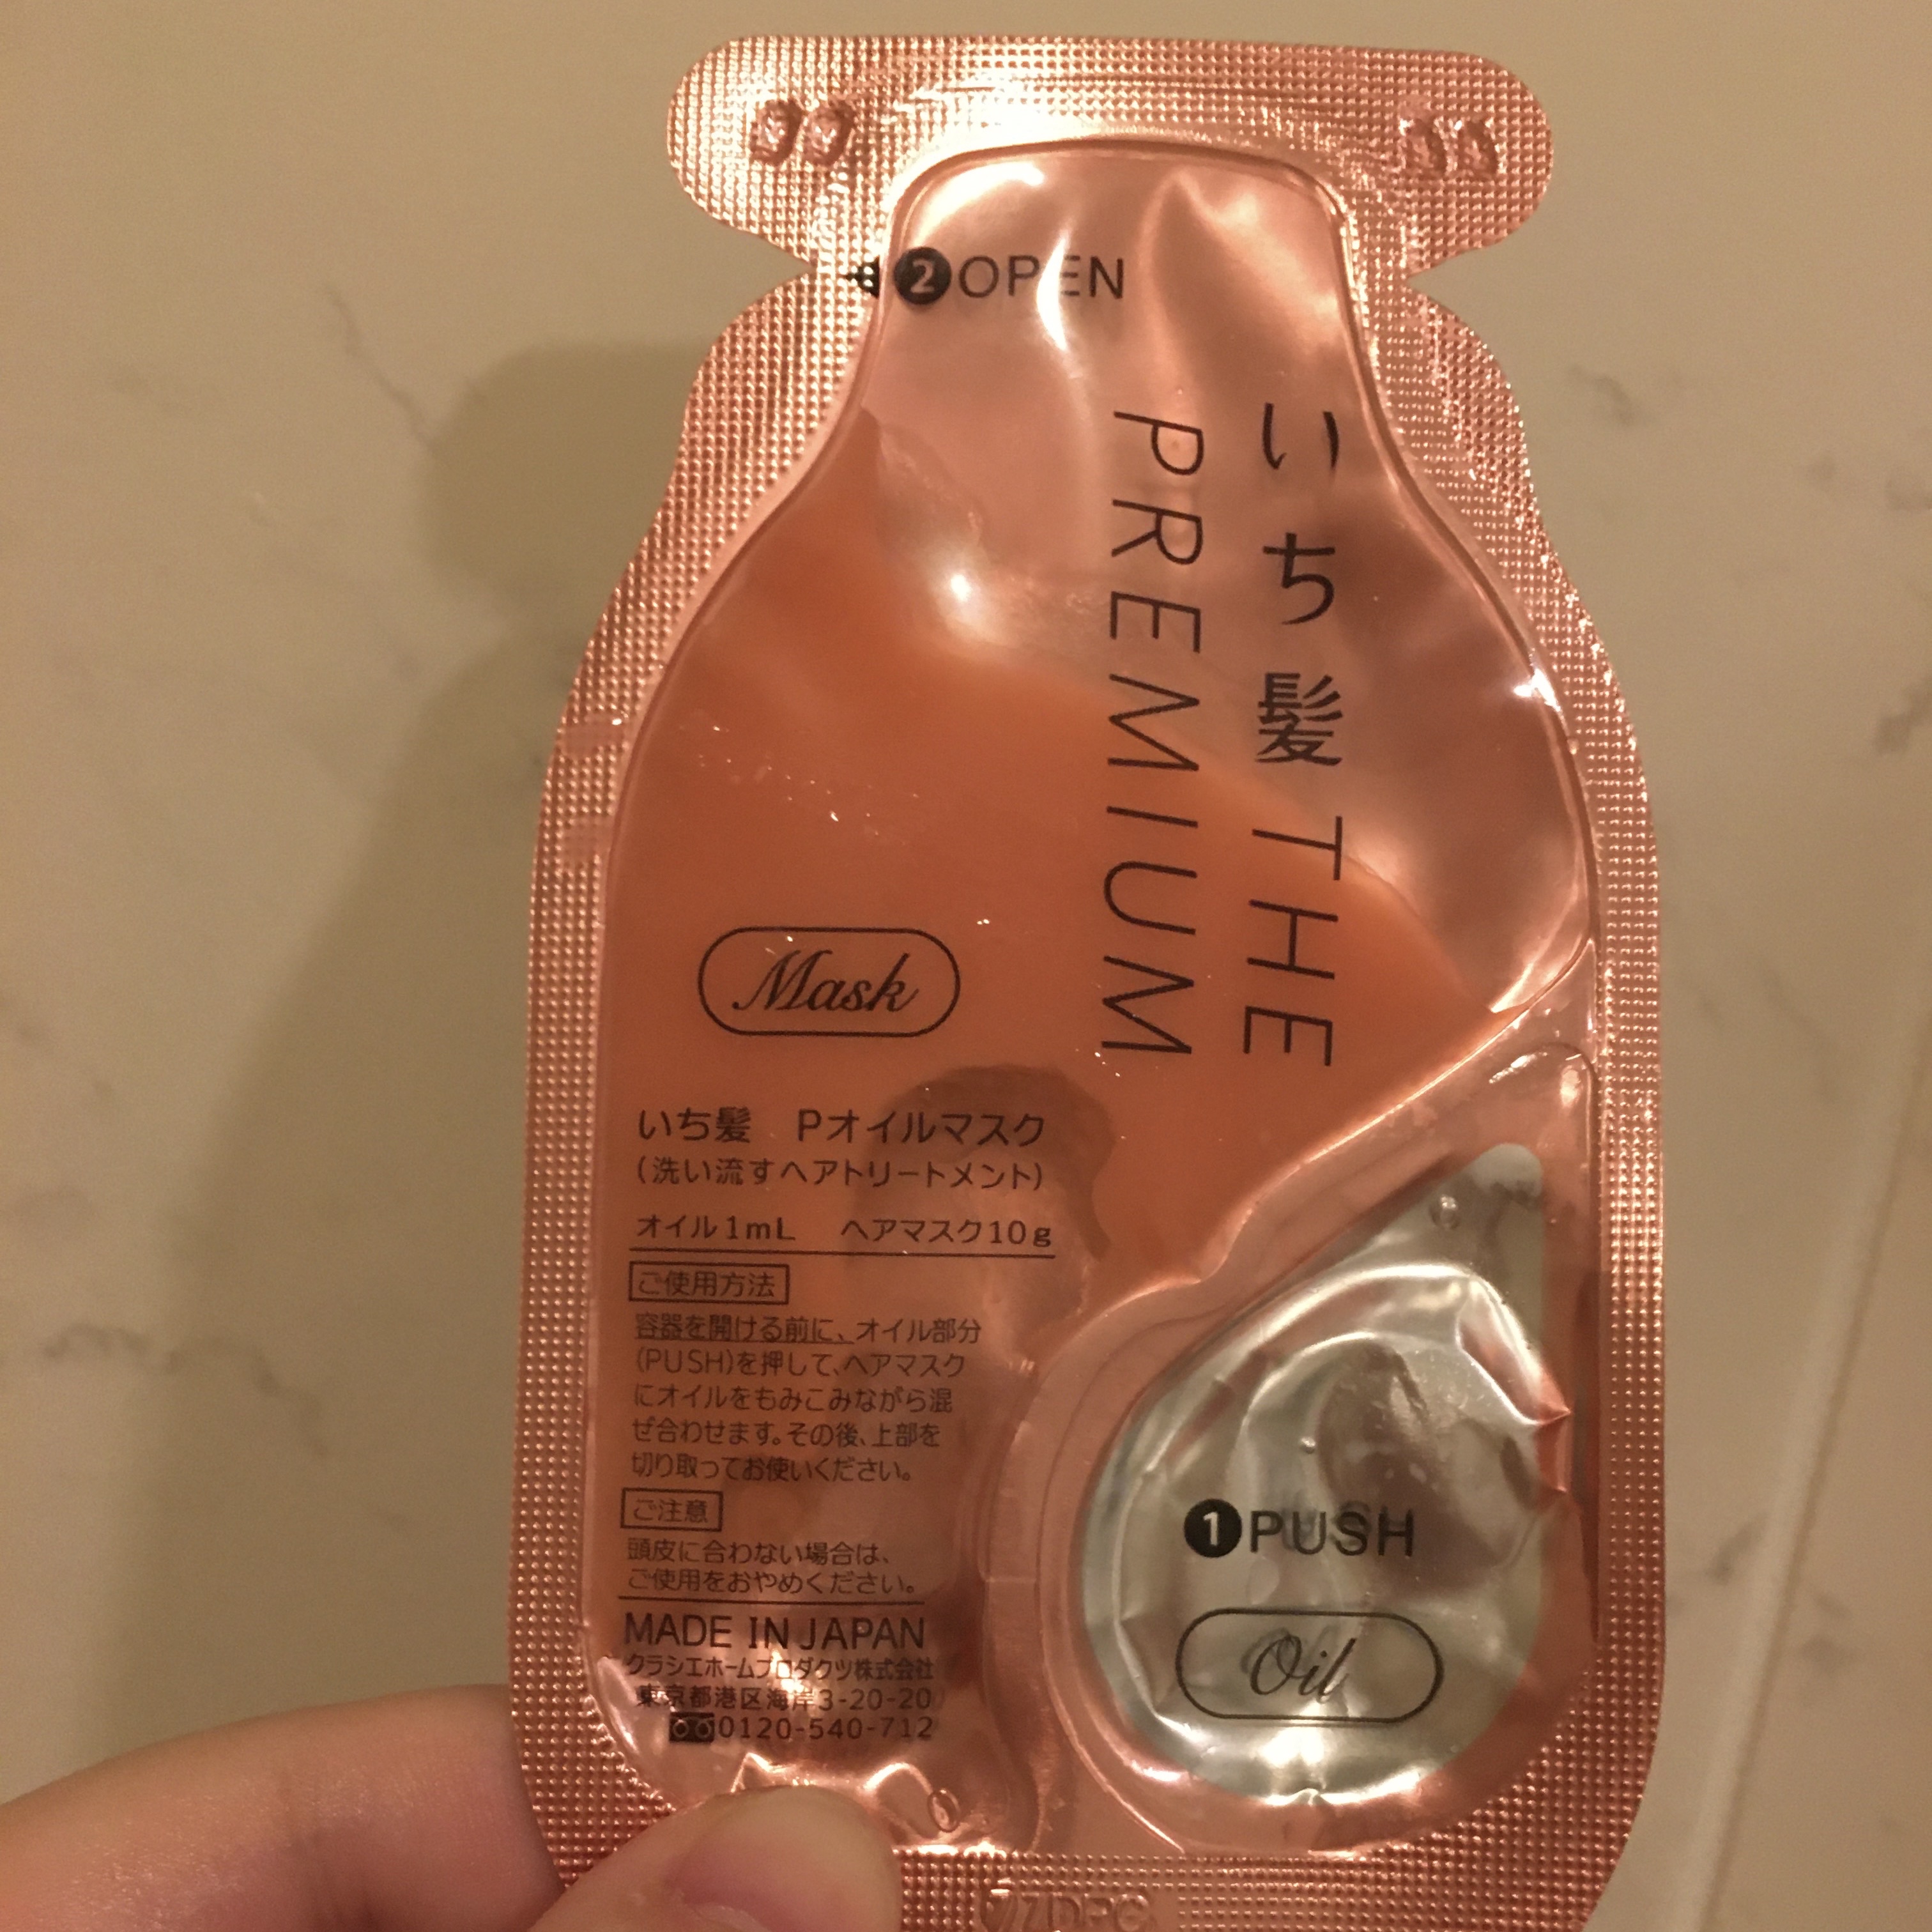 ❷OPEN
いち髪 THE
PREMIUM
Mask
いち髪　Pオイルマスク
(洗い流すヘアトリートメント)
オイル1mL　ヘアマスク10g
ご使用方法
容器を開ける前に、オイル部分
(PUSH)を押して、ヘアマスク
にオイルをもみこみながら混
ぜ合わせます。その後、上部を
切り取ってお使いください。
ご注意
頭皮に合わない場合は、
ご使用をおやめください。
MADE IN JAPAN
クラシエホームプロダクツ株式会社
東京都港区海岸3-20-20
0120-540-712
❶PUSH
Oil